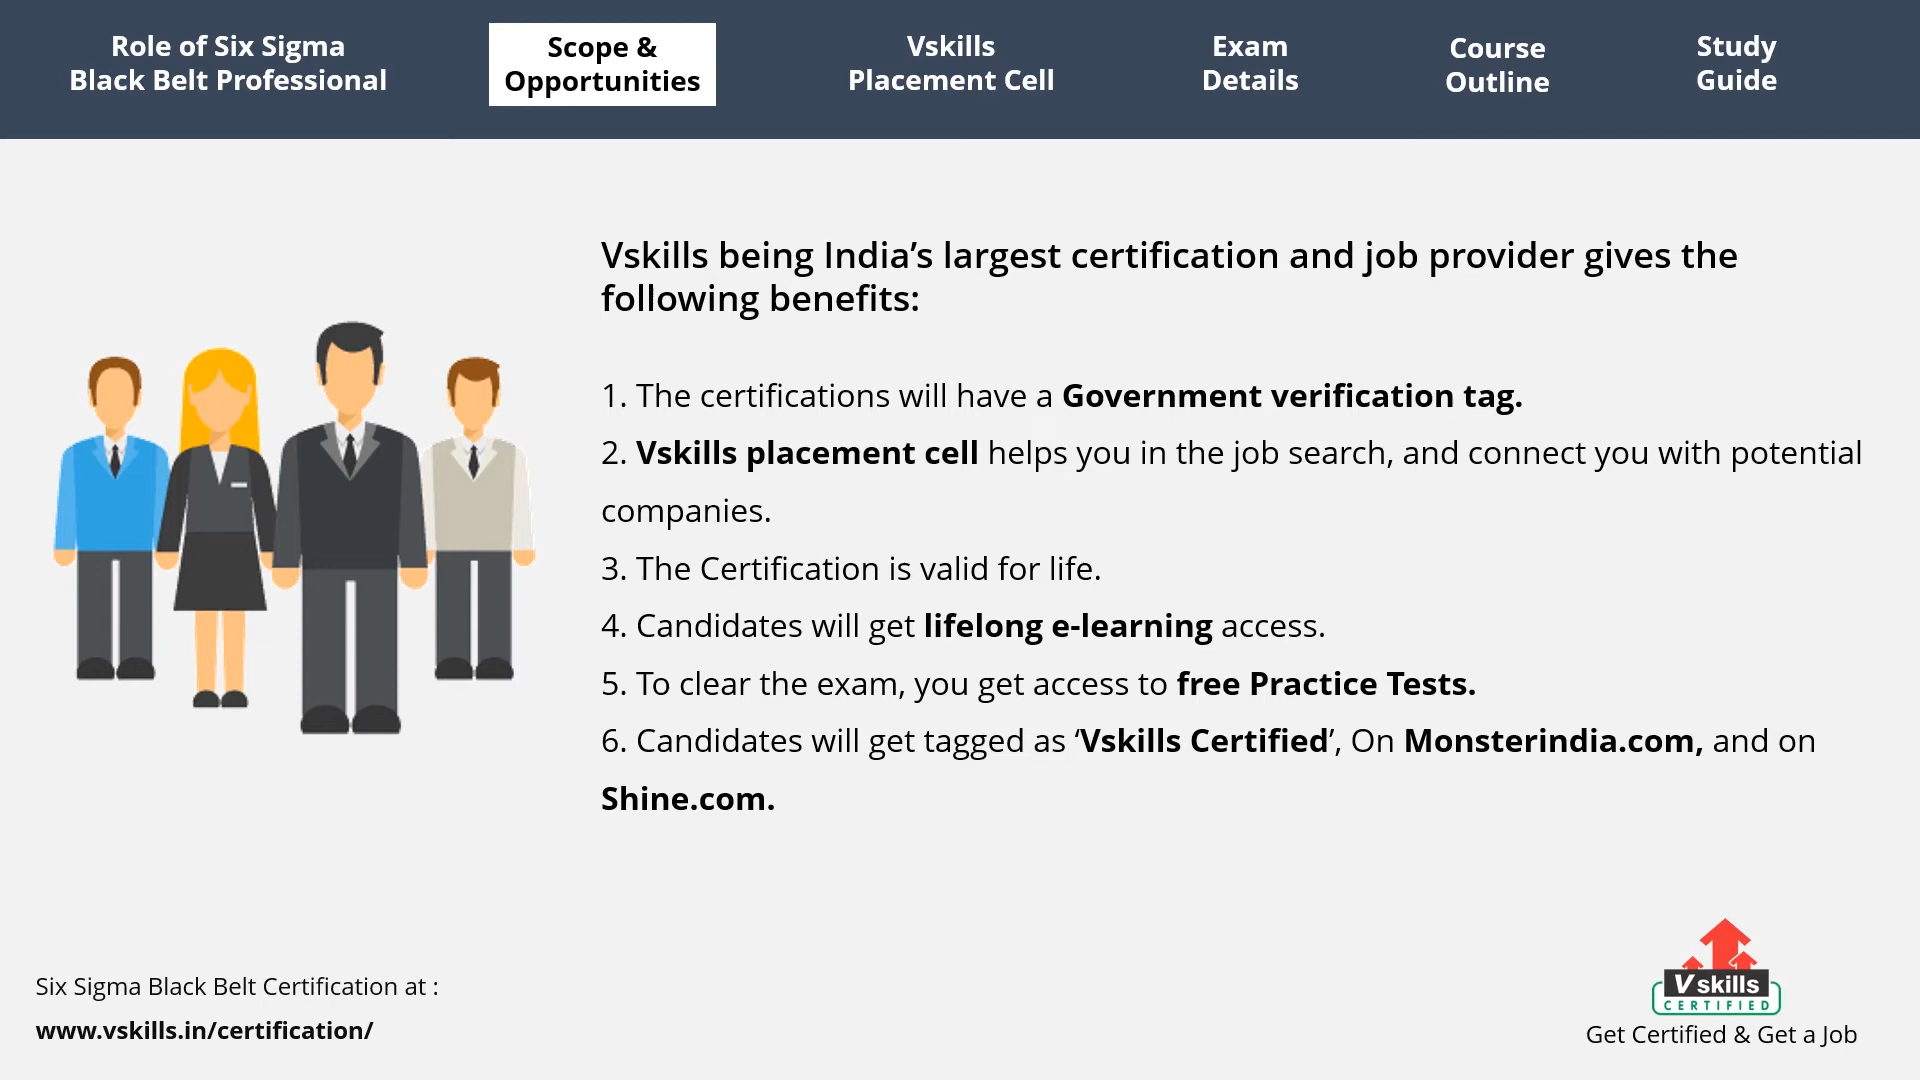 Role of Six Sigma
Black Belt Professional
Scope &
Opportunities
Vskills
Placement Cell
Exam
Details
Course
Outline
Study
Guide
Vskills being India’s largest certification and job provider gives the
following benefits:
1. The certifications will have a Government verification tag.
2. Vskills placement cell helps you in the job search, and connect you with potential
companies.
3. The Certification is valid for life.
4. Candidates will get lifelong e-learning access.
5. To clear the exam, you get access to free Practice Tests.
6. Candidates will get tagged as ‘Vskills Certified’, On Monsterindia.com, and on
Shine.com.
Six Sigma Black Belt Certification at :
www.vskills.in/certification/
Vskills
CERTIFIED
Get Certified & Get a Job